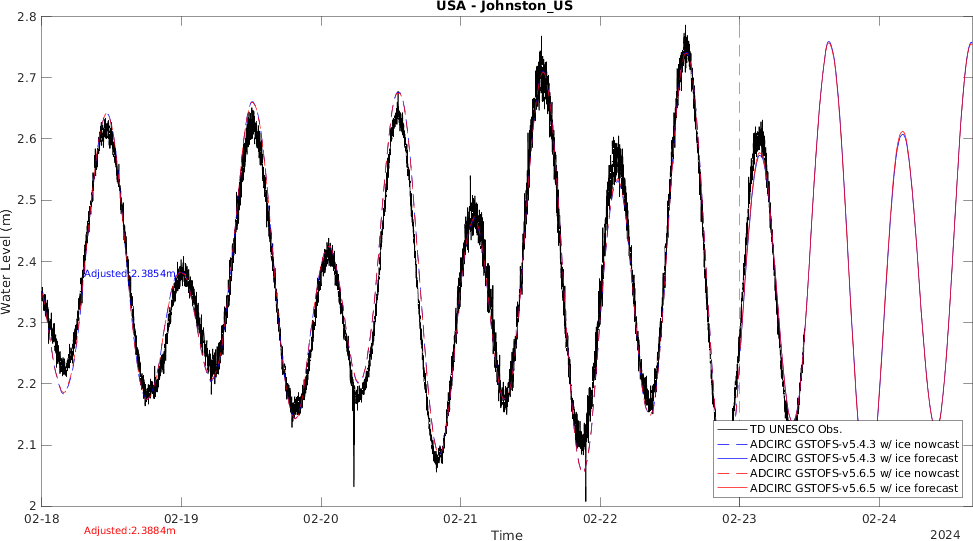 USA - Johnston_US
2.8
2.7
2.6
2.5
2.4
2.3
2.2
2.1
2
Water Level (m)
Adjusted:2.3854m
TD UNESCO Obs.
ADCIRC GSTOFS-v5.4.3 w/ ice nowcast
ADCIRC GSTOFS-v5.4.3 w/ ice forecast
ADCIRC GSTOFS-v5.6.5 w/ ice nowcast
ADCIRC GSTOFS-v5.6.5 w/ ice forecast
02-18 02-19 02-20 02-21 02-22 02-23 02-24
Adjusted:2.3884m
Time
2024